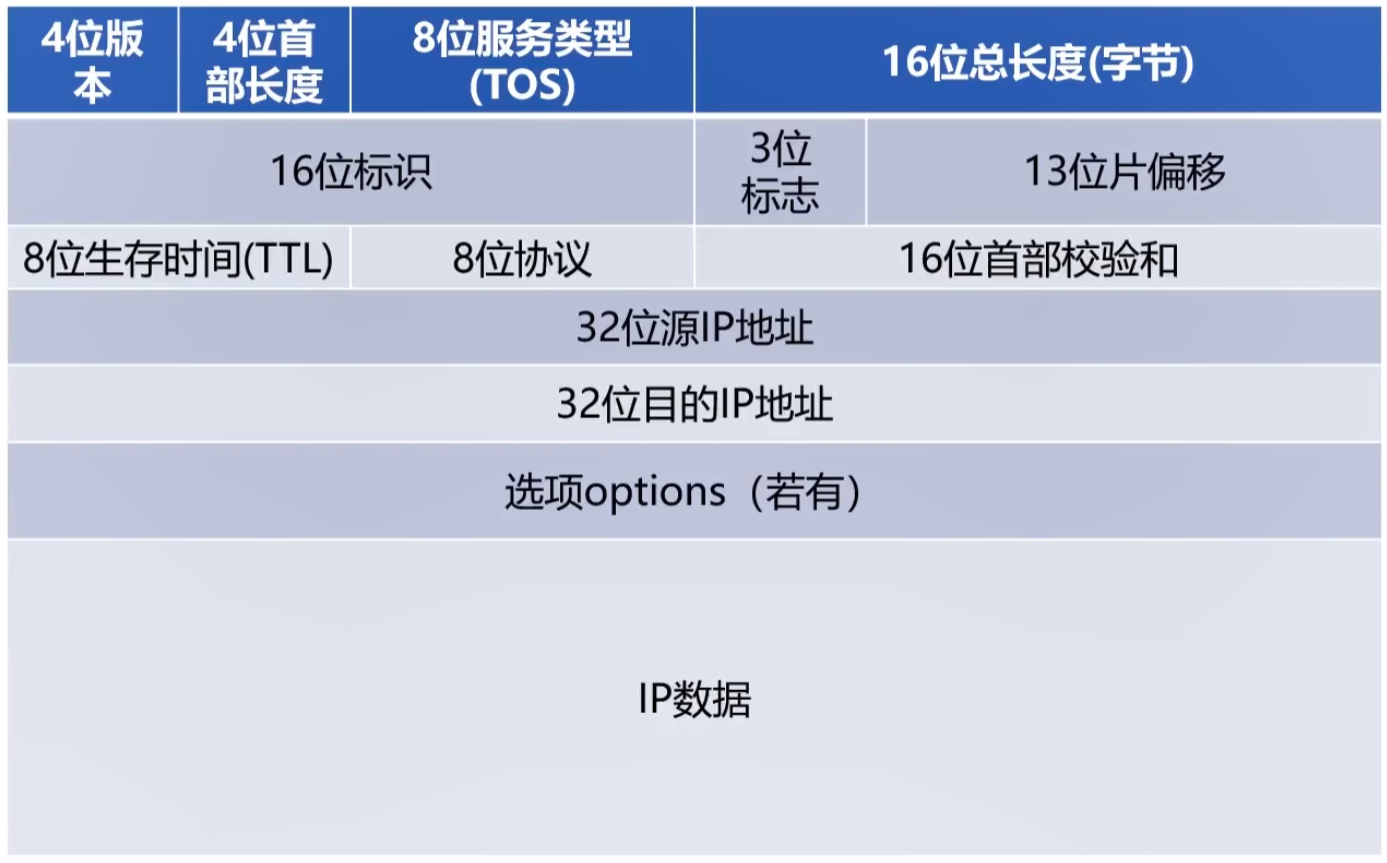 4位版
本
4位首
部长度
8位服务类型
(TOS)
16位总长度(字节)
16位标识
3位
标志
13位片偏移
8位生存时间(TTL)
8位协议
16位首部校验和
32位源IP地址
32位目的IP地址
选项options（若有）
IP数据